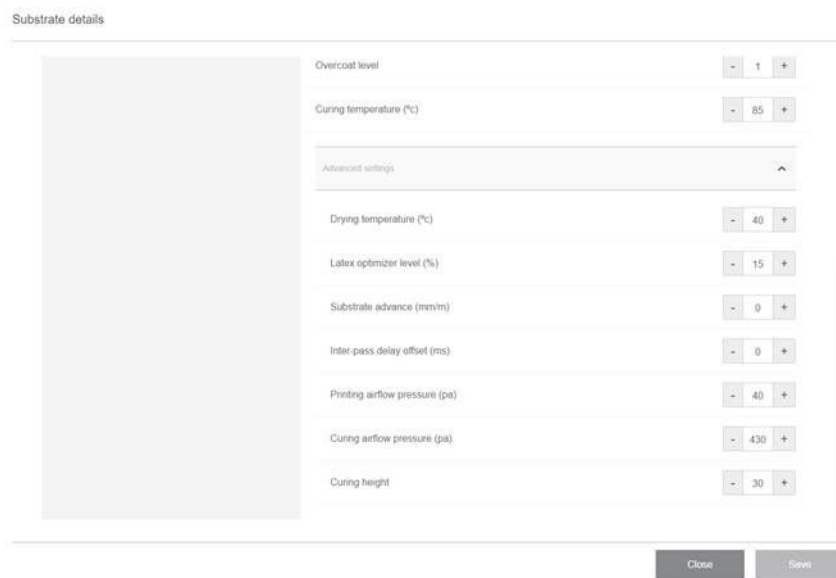 Substrate details
Overcoat level - 1 +
Curing temperature (ºc) - 85 +
Advanced settings
Drying temperature (ºc) - 40 +
Latex optimizer level (%) - 15 +
Substrate advance (mm/m) - 0 +
Inter-pass delay offset (ms) - 0 +
Printing airflow pressure (pa) - 40 +
Curing airflow pressure (pa) - 430 +
Curing height - 30 +
Close Save